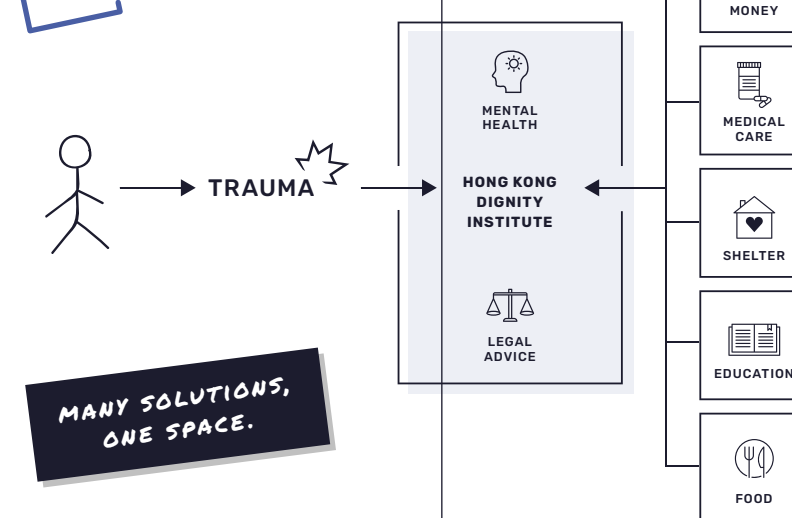 MONEY
MENTAL
HEALTH
MEDICAL
CARE
TRAUMA
HONG KONG
DIGNITY
INSTITUTE
SHELTER
LEGAL
ADVICE
EDUCATION
MANY SOLUTIONS,
ONE SPACE.
FOOD